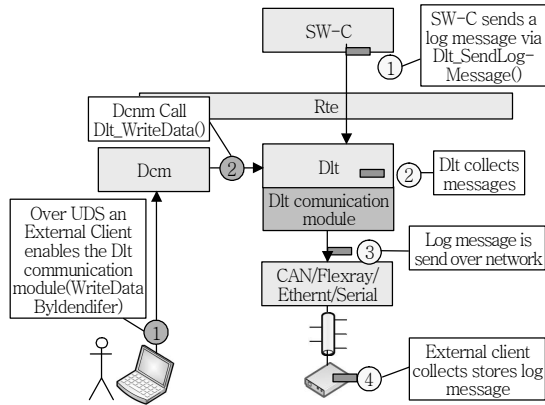 SW-C
SW-C sends
a log message via
Dlt_SendLog-
Message()
1
Rte
Dcnm Call
Dlt_WriteData()
Dcm
2
Dlt
2
Dlt collects
messages
Dlt comunication
module
Over UDS an
External Client
enables the Dlt
communication
module(WriteData
ByIdendifer)
1
3
Log message is
send over network
CAN/Flexray/
Ethernt/Serial
4
External client
collects stores log
message